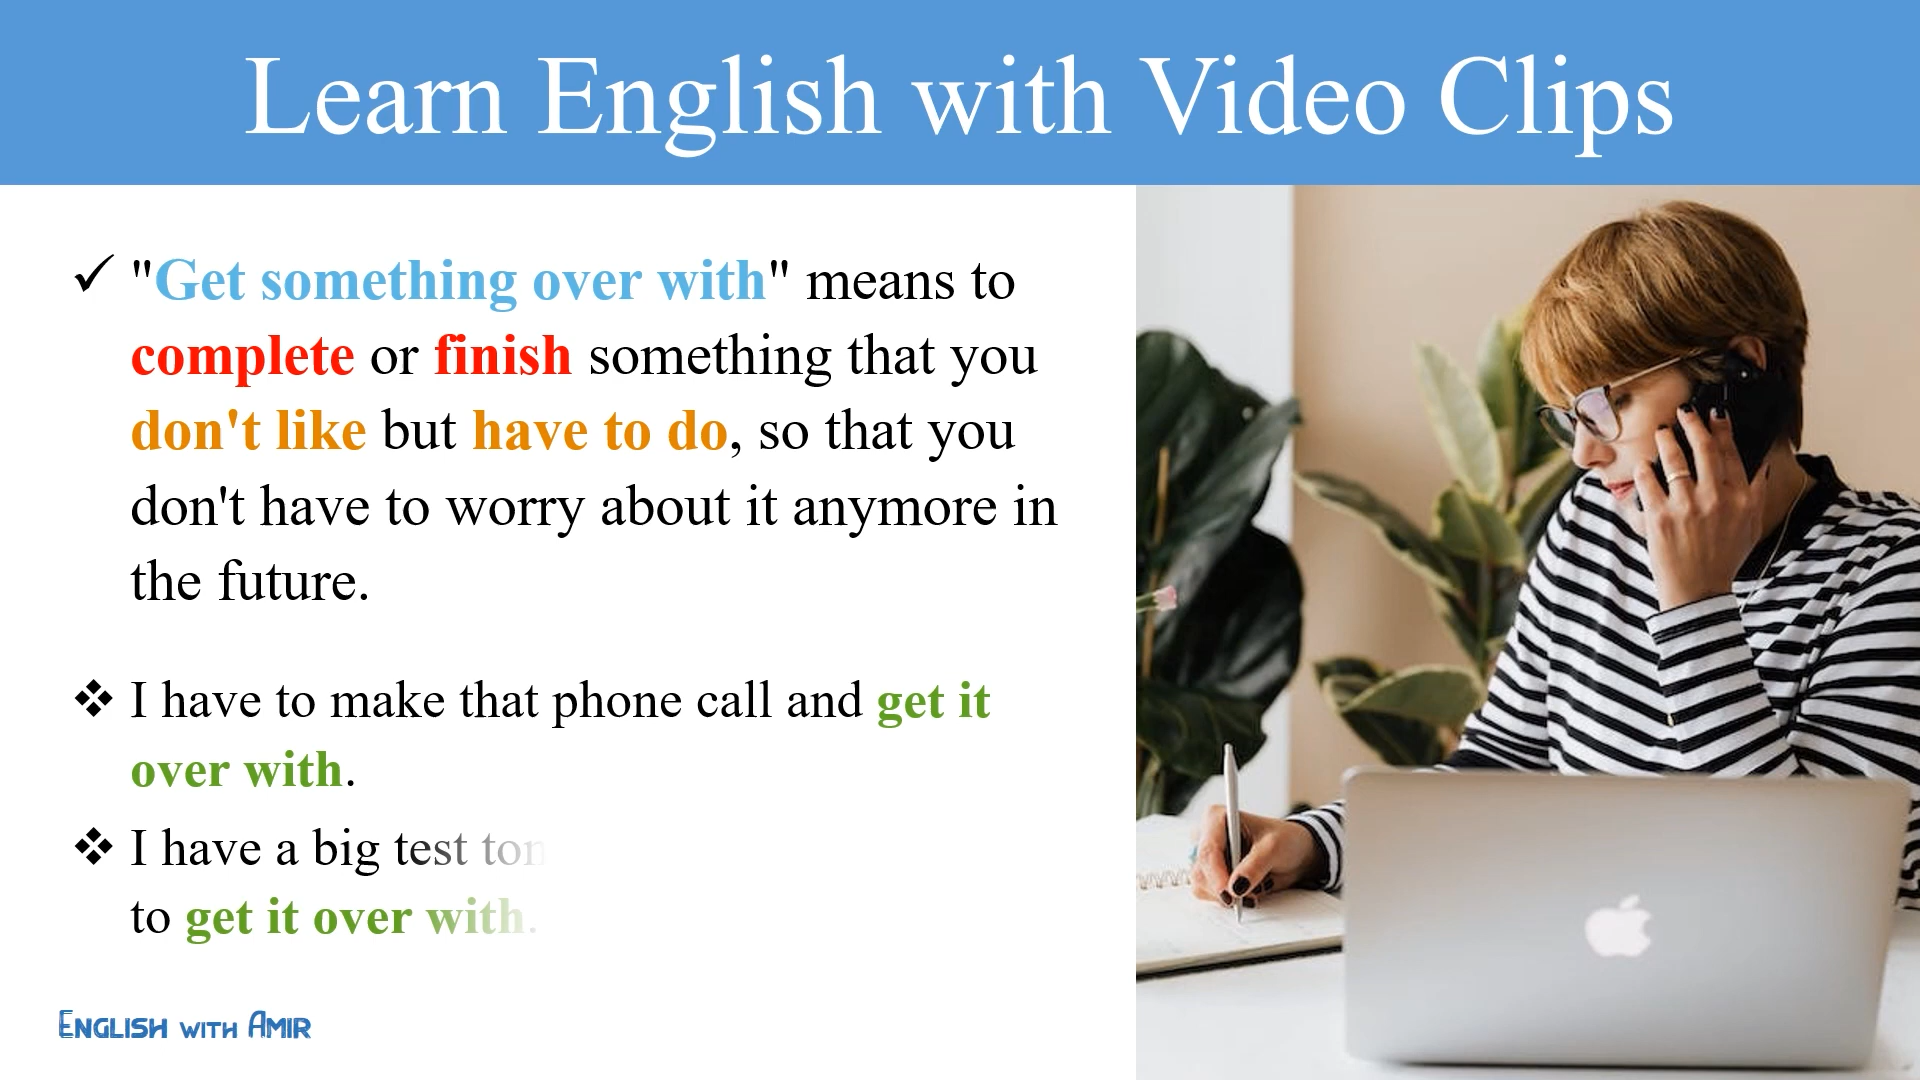 Learn English with Video Clips
✓ "Get something over with" means to
complete or finish something that you
don't like but have to do, so that you
don't have to worry about it anymore in
the future.
❖ I have to make that phone call and get it
over with.
❖ I have a big test
to get it over with.
English with Amir